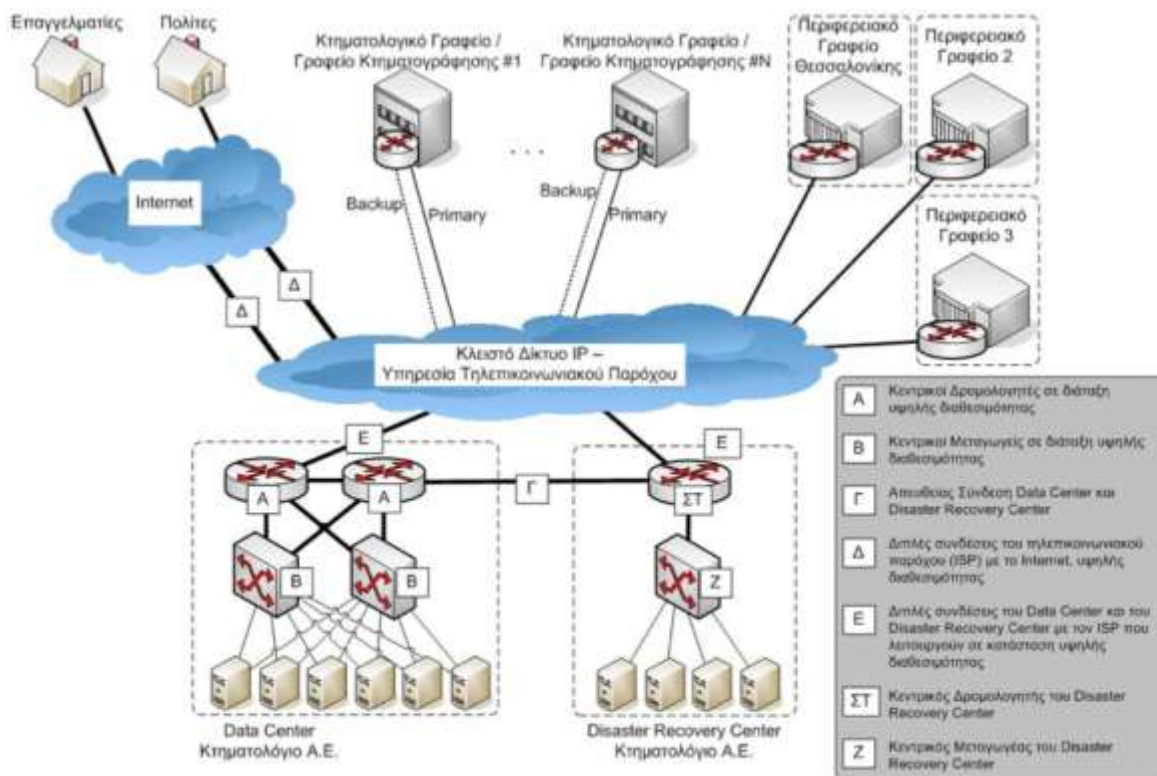 Επαγγελματίες
Πολίτες
Κτηματολογικό Γραφείο /
Γραφείο Κτηματογράφησης #1
Κτηματολογικό Γραφείο /
Γραφείο Κτηματογράφησης #N
Περιφερειακό
Γραφείο
Θεσσαλονίκης
Περιφερειακό
Γραφείο 2
. . .
Internet
Backup
Primary
Backup
Primary
Περιφερειακό
Γραφείο 3
Δ
Δ
Κλειστό Δίκτυο IP –
Υπηρεσία Τηλεπικοινωνιακού Παρόχου
Ε
Ε
Α
Α
Γ
ΣΤ
Β
Β
Ζ
Data Center
Κτηματολόγιο Α.Ε.
Disaster Recovery Center
Κτηματολόγιο Α.Ε.
Α
Κεντρικοί Δρομολογητές σε διάταξη
υψηλής διαθεσιμότητας
Β
Κεντρικοί Μεταγωγείς σε διάταξη υψηλής
διαθεσιμότητας
Γ
Απευθείας Σύνδεση Data Center και
Disaster Recovery Center
Δ
Διπλές συνδέσεις του τηλεπικοινωνιακού
παρόχου (ISP) με το Internet, υψηλής
διαθεσιμότητας
Ε
Διπλές συνδέσεις του Data Center και του
Disaster Recovery Center με τον ISP που
λειτουργούν σε κατάσταση υψηλής
διαθεσιμότητας
ΣΤ
Κεντρικός Δρομολογητής του Disaster
Recovery Center
Ζ
Κεντρικός Μεταγωγέας του Disaster
Recovery Center